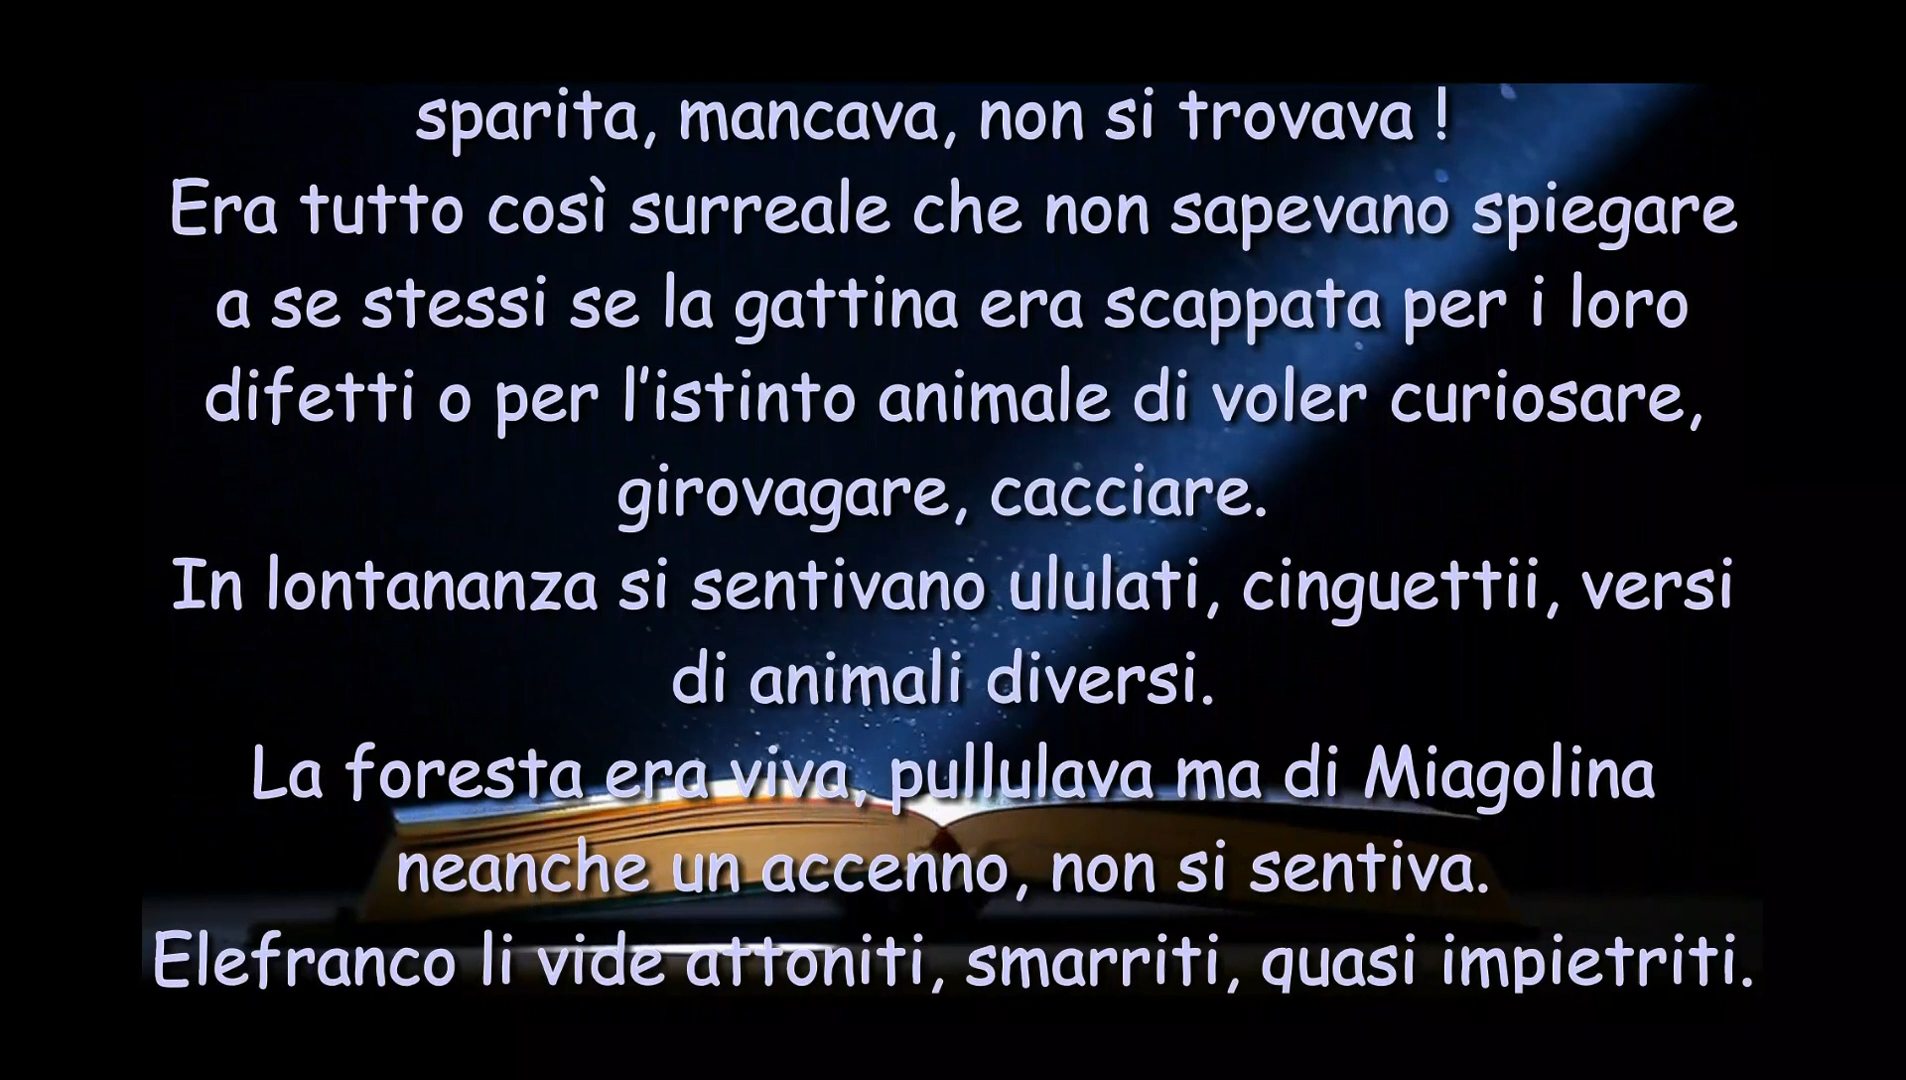 sparita, mancava, non si trovava !
Era tutto così surreale che non sapevano spiegare
a se stessi se la gattina era scappata per i loro
difetti o per l’istinto animale di voler curiosare,
girovagare, cacciare.
In lontananza si sentivano ululati, cinguettii, versi
di animali diversi.
La foresta era viva, pullulava ma di Miagolina
neanche un accenno, non si sentiva.
Elefranco li vide attoniti, smarriti, quasi impietriti.